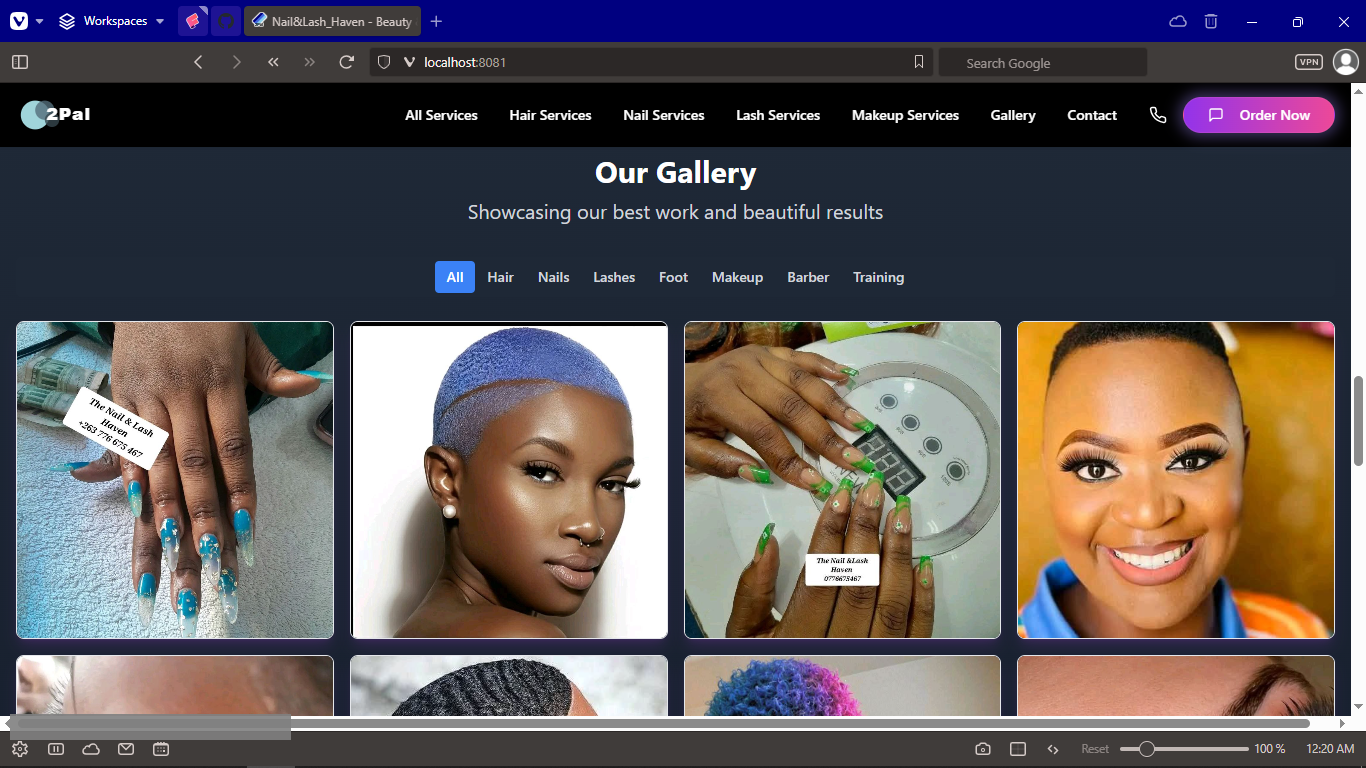 Workspaces
Nail&Lash_Haven - Beauty
localhost:8081
Search Google
VPN
2Pal
All Services
Hair Services
Nail Services
Lash Services
Makeup Services
Gallery
Contact
Order Now
Our Gallery
Showcasing our best work and beautiful results
All
Hair
Nails
Lashes
Foot
Makeup
Barber
Training
The Nail & Lash
Haven
+263 776 675 467
The Nail &Lash
Haven
0776675467
Reset
100 %
12:20 AM